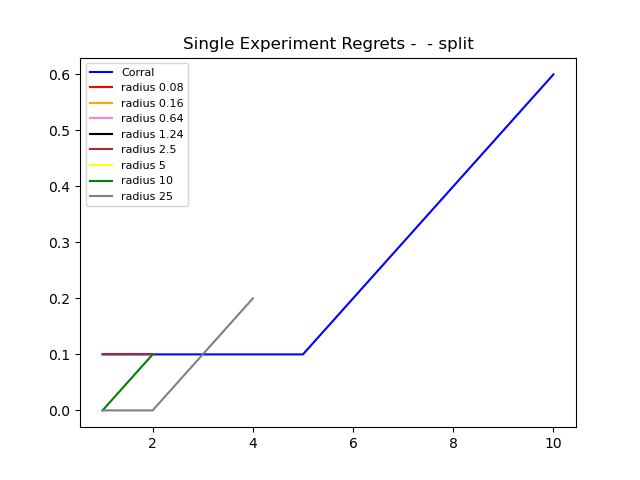 Single Experiment Regrets -  - split
Corral
radius 0.08
radius 0.16
radius 0.64
radius 1.24
radius 2.5
radius 5
radius 10
radius 25
0.6
0.5
0.4
0.3
0.2
0.1
0.0
2 4 6 8 10